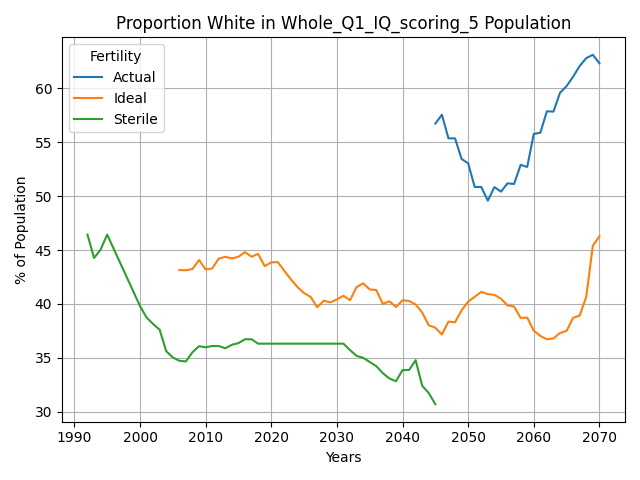 Proportion White in Whole_Q1_IQ_scoring_5 Population
Fertility
Actual
Ideal
Sterile
% of Population
60
55
50
45
40
35
30
1990 2000 2010 2020 2030 2040 2050 2060 2070
Years